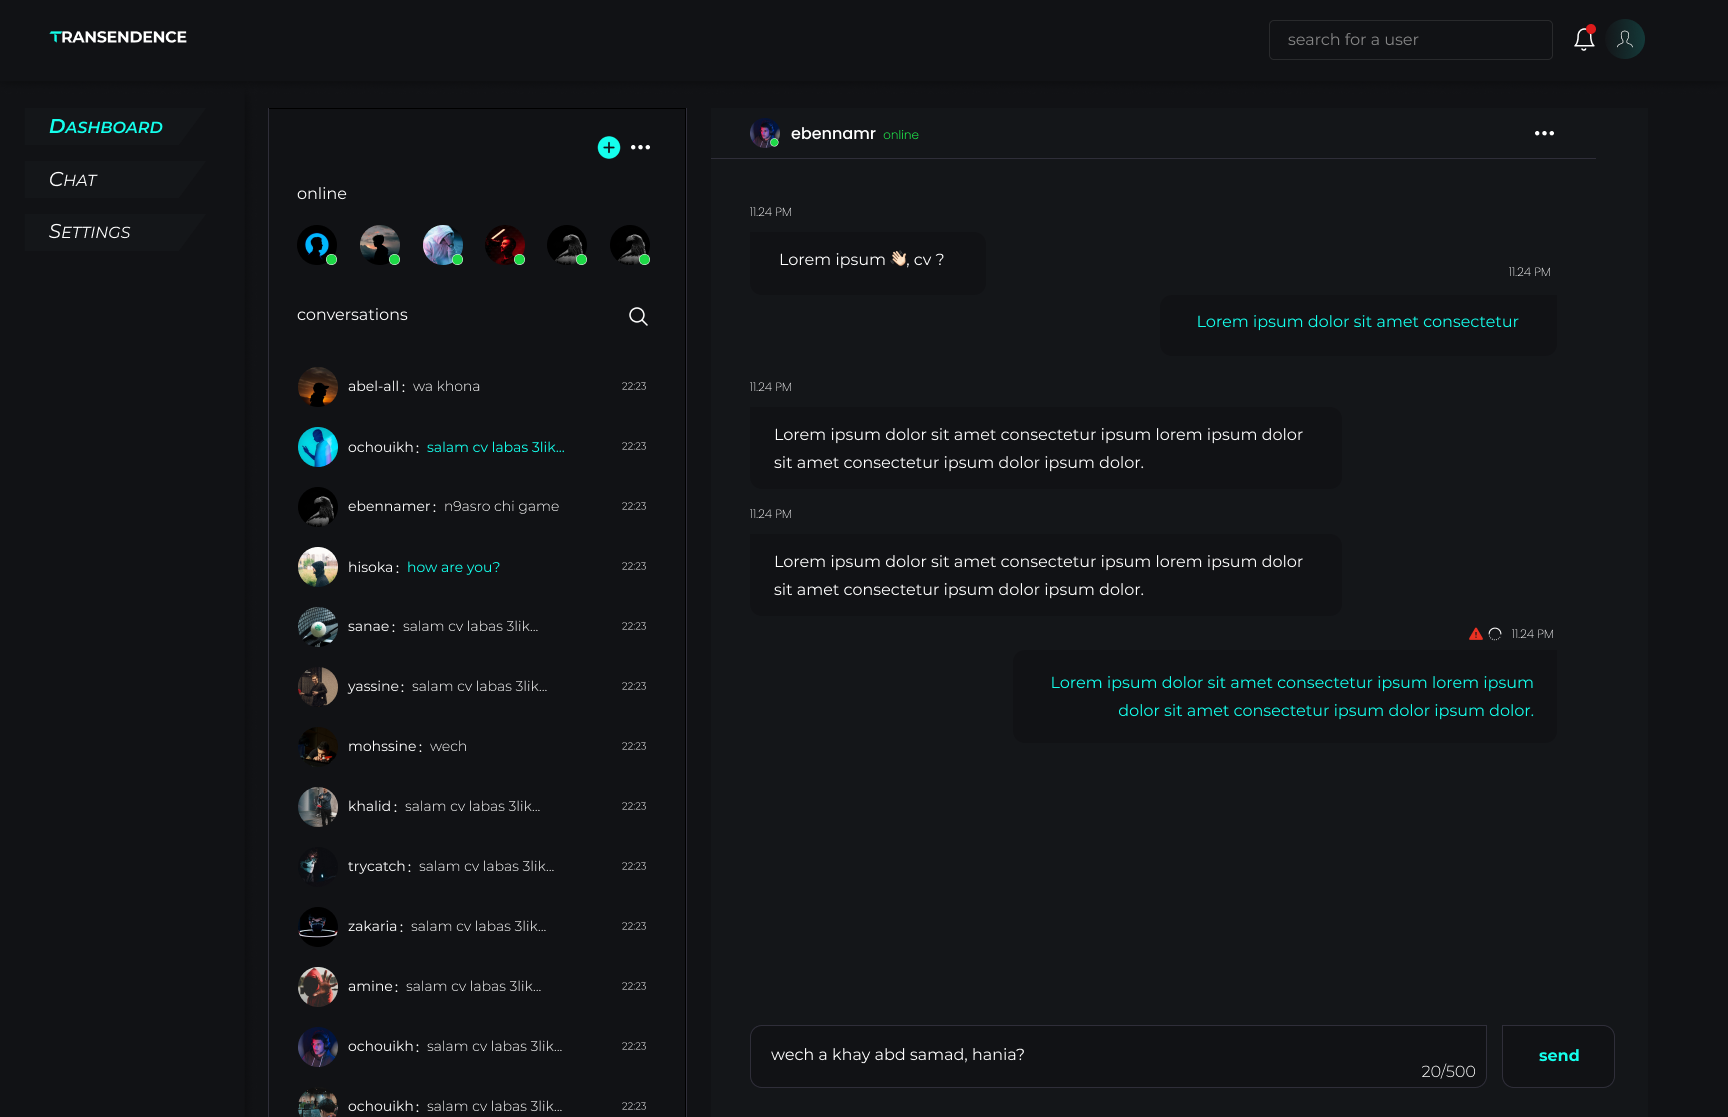 TRANSENDENCE
search for a user
DASHBOARD
CHAT
SETTINGS
online
conversations
abel-all: wa khona 22:23
ochouikh: salam cv labas 3lik... 22:23
ebennamer: n9asro chi game 22:23
hisoka: how are you? 22:23
sanae: salam cv labas 3lik... 22:23
yassine: salam cv labas 3lik... 22:23
mohssine: wech 22:23
khalid: salam cv labas 3lik... 22:23
trycatch: salam cv labas 3lik... 22:23
zakaria: salam cv labas 3lik... 22:23
amine: salam cv labas 3lik... 22:23
ochouikh: salam cv labas 3lik... 22:23
ochouikh: salam cv labas 3lik... 22:23
ebennamr online
11.24 PM
Lorem ipsum 👋🏻, cv ?
11.24 PM
Lorem ipsum dolor sit amet consectetur
11.24 PM
Lorem ipsum dolor sit amet consectetur ipsum lorem ipsum dolor
sit amet consectetur ipsum dolor ipsum dolor.
11.24 PM
Lorem ipsum dolor sit amet consectetur ipsum lorem ipsum dolor
sit amet consectetur ipsum dolor ipsum dolor.
11.24 PM
Lorem ipsum dolor sit amet consectetur ipsum lorem ipsum
dolor sit amet consectetur ipsum dolor ipsum dolor.
wech a khay abd samad, hania?
20/500
send